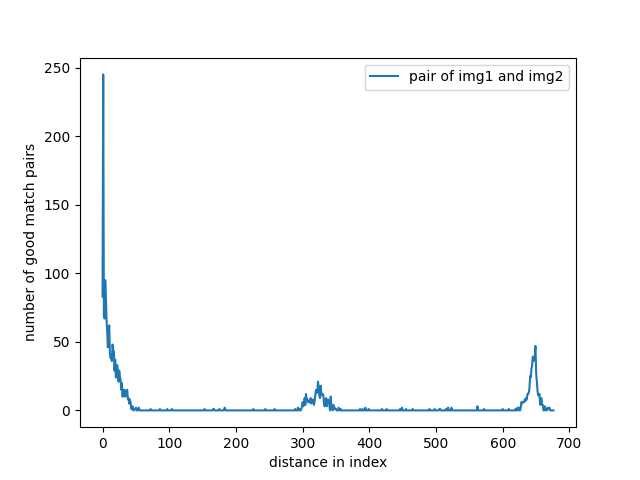 pair of img1 and img2
250
200
150
100
50
0
number of good match pairs
0 100 200 300 400 500 600 700
distance in index